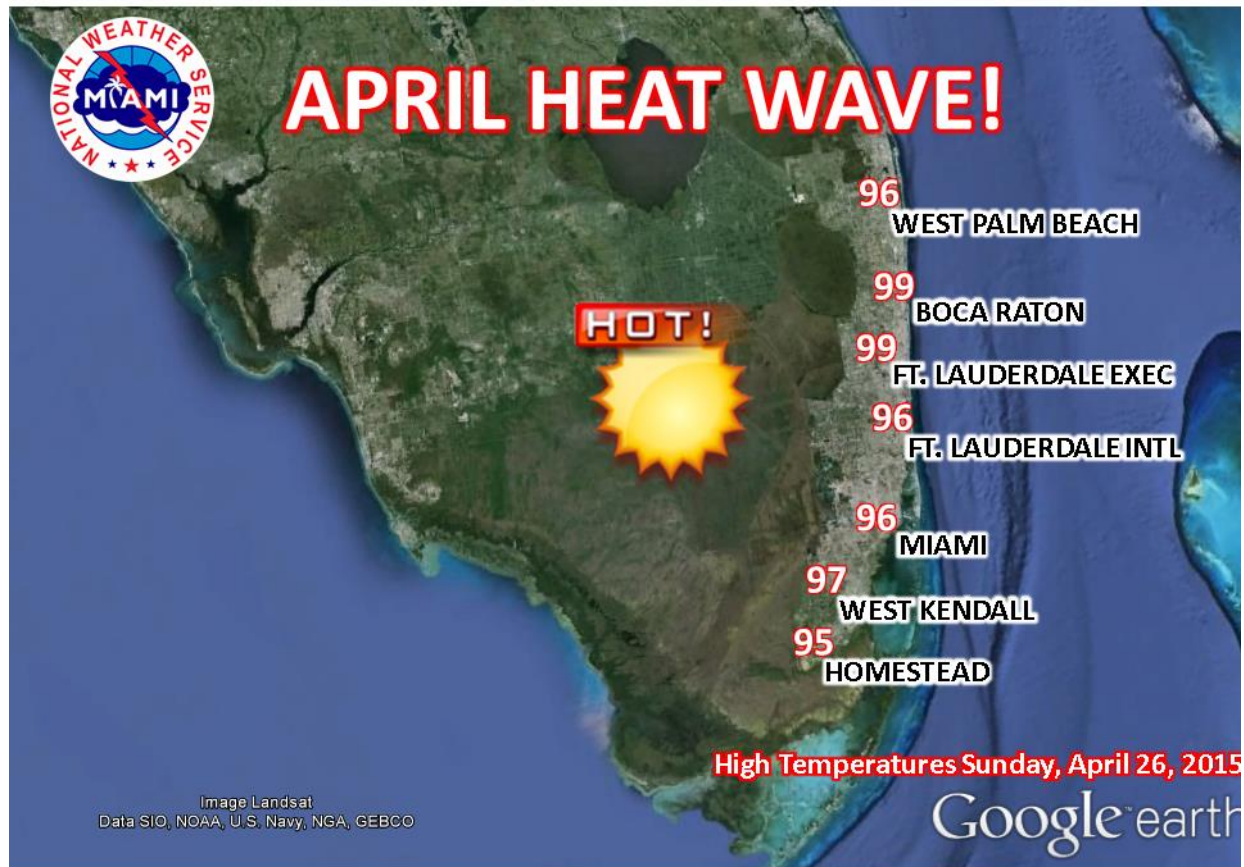 NATIONAL WEATHER SERVICE
MIAMI
APRIL HEAT WAVE!
96
WEST PALM BEACH
99
BOCA RATON
HOT!
99
FT. LAUDERDALE EXEC
96
FT. LAUDERDALE INTL
96
MIAMI
97
WEST KENDALL
95
HOMESTEAD
High Temperatures Sunday, April 26, 2015
Image Landsat
Data SIO, NOAA, U.S. Navy, NGA, GEBCO
Google earth